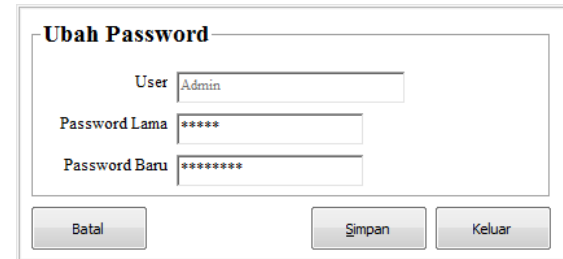 Ubah Password
User Admin
Password Lama *****
Password Baru ********
Batal Simpan Keluar